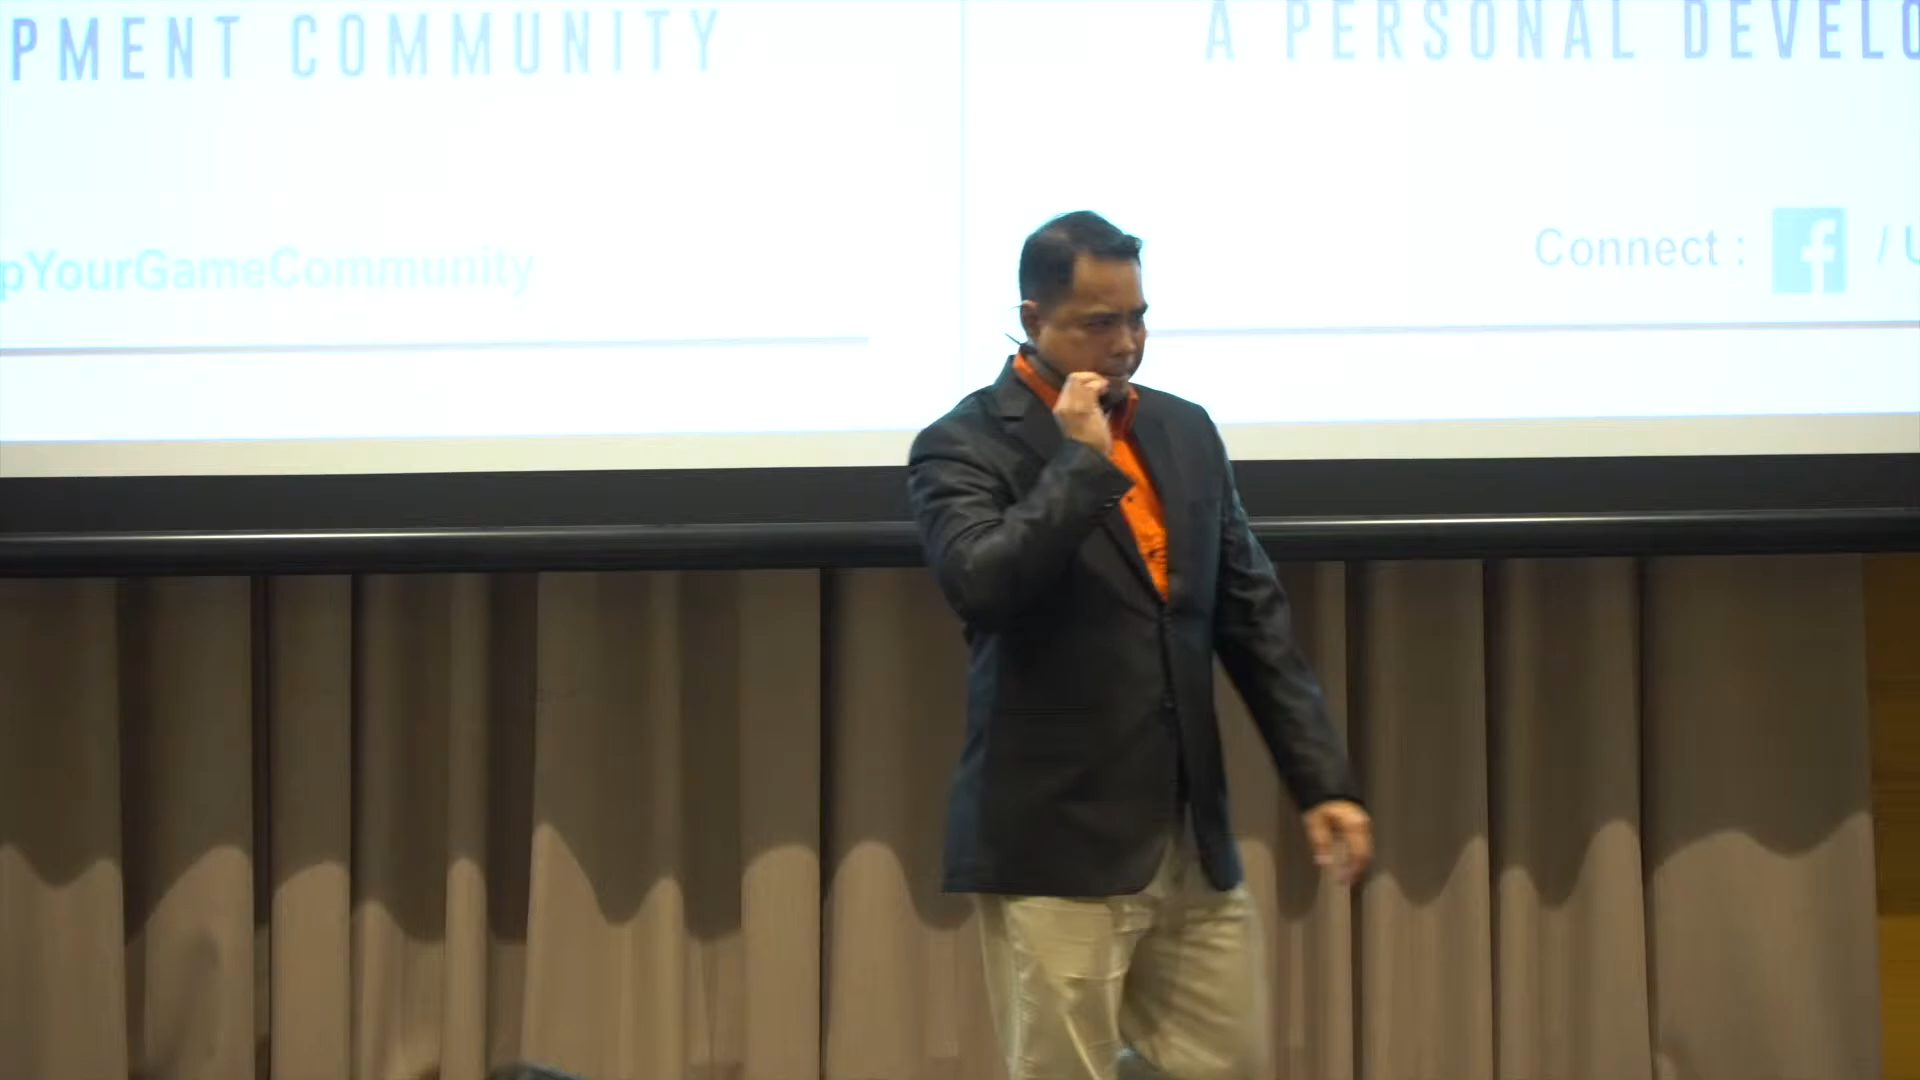 PMENT COMMUNITY
A PERSONAL DEVELO
pYourGameCommunity
Connect : f / U